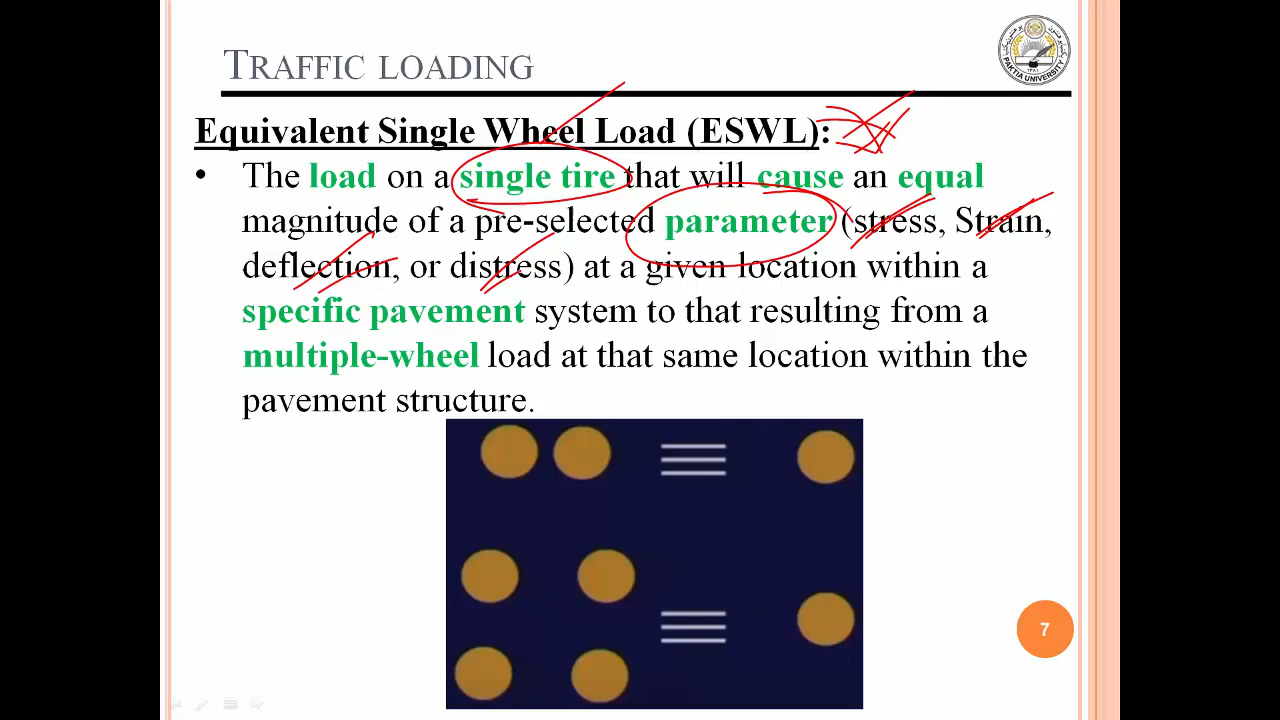 TRAFFIC LOADING
PAKTIA UNIVERSITY
Equivalent Single Wheel Load (ESWL):
• The load on a single tire that will cause an equal
magnitude of a pre-selected parameter (stress, Strain,
deflection, or distress) at a given location within a
specific pavement system to that resulting from a
multiple-wheel load at that same location within the
pavement structure.
7